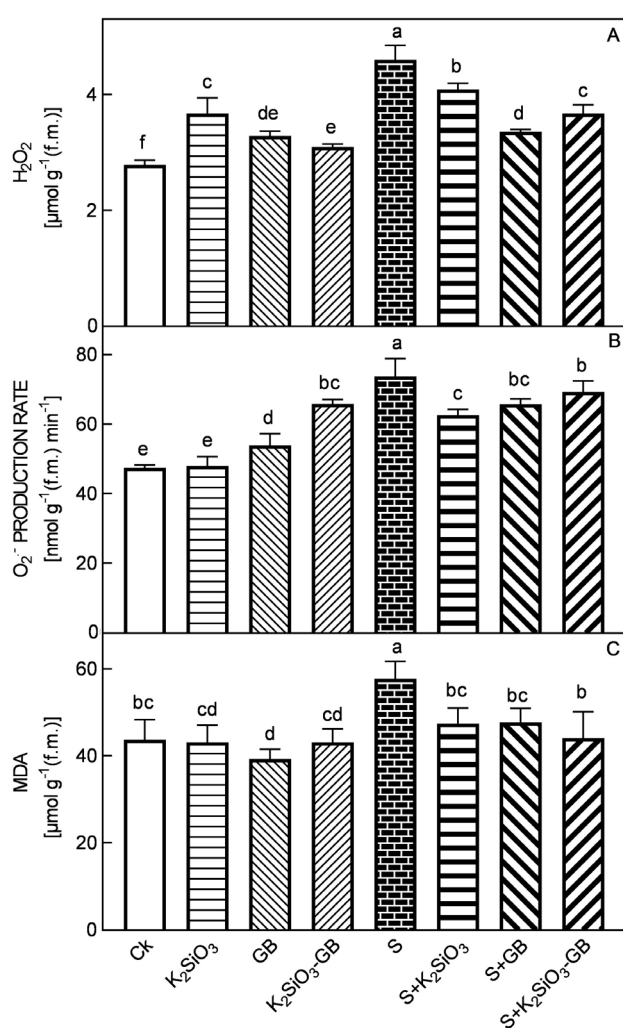 A
H₂O₂
[µmol g⁻¹(f.m.)]
4
2
0
f
c
de
e
a
b
d
c
B
O₂·⁻ PRODUCTION RATE
[nmol g⁻¹(f.m.) min⁻¹]
80
60
40
20
0
e
e
d
bc
a
c
bc
b
C
MDA
[µmol g⁻¹(f.m.)]
60
40
20
0
bc
cd
d
cd
a
bc
bc
b
Ck
K₂SiO₃
GB
K₂SiO₃-GB
S
S+K₂SiO₃
S+GB
S+K₂SiO₃-GB